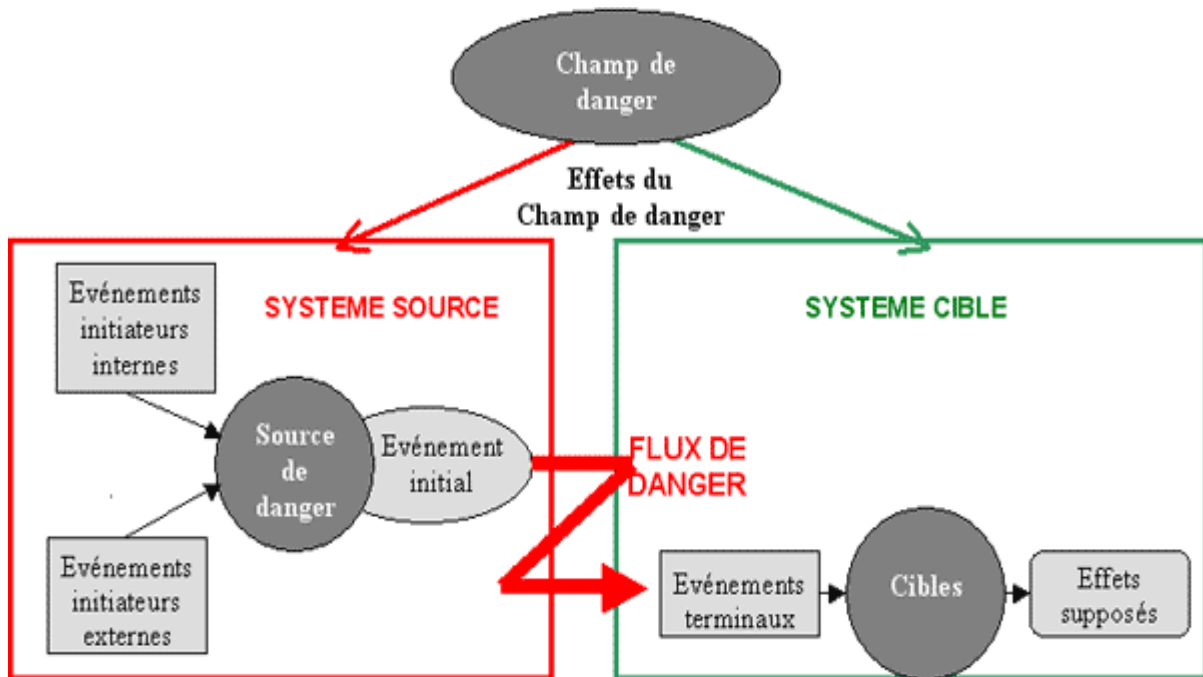 Champ de
danger
Effets du
Champ de danger
Evénements
initiateurs
internes
SYSTEME SOURCE
SYSTEME CIBLE
Source
de
danger
Evénement
initial
FLUX DE
DANGER
Evénements
initiateurs
externes
Evénements
terminaux
Cibles
Effets
supposés